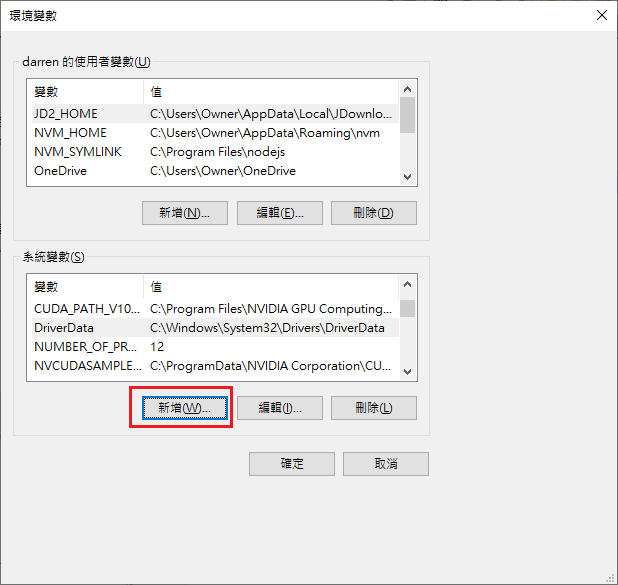 環境變數
darren 的使用者變數(U)
變數 值
JD2_HOME C:\Users\Owner\AppData\Local\JDownlo...
NVM_HOME C:\Users\Owner\AppData\Roaming\nvm
NVM_SYMLINK C:\Program Files\nodejs
OneDrive C:\Users\Owner\OneDrive
新增(N)... 編輯(E)... 刪除(D)
系統變數(S)
變數 值
CUDA_PATH_V10... C:\Program Files\NVIDIA GPU Computing...
DriverData C:\Windows\System32\Drivers\DriverData
NUMBER_OF_PR... 12
NVCUDASAMPLE... C:\ProgramData\NVIDIA Corporation\CU...
新增(W)... 編輯(I)... 刪除(L)
確定 取消